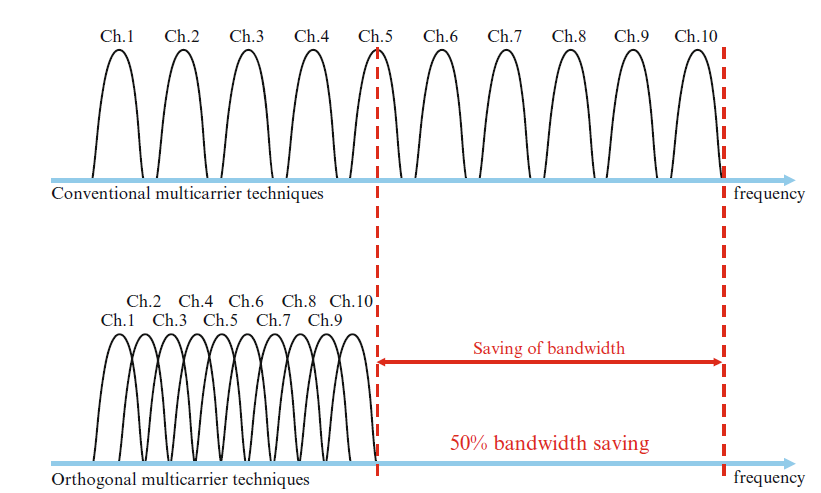 Ch.1 Ch.2 Ch.3 Ch.4 Ch.5 Ch.6 Ch.7 Ch.8 Ch.9 Ch.10
Conventional multicarrier techniques
frequency
Ch.2 Ch.4 Ch.6 Ch.8 Ch.10
Ch.1 Ch.3 Ch.5 Ch.7 Ch.9
Saving of bandwidth
50% bandwidth saving
Orthogonal multicarrier techniques
frequency